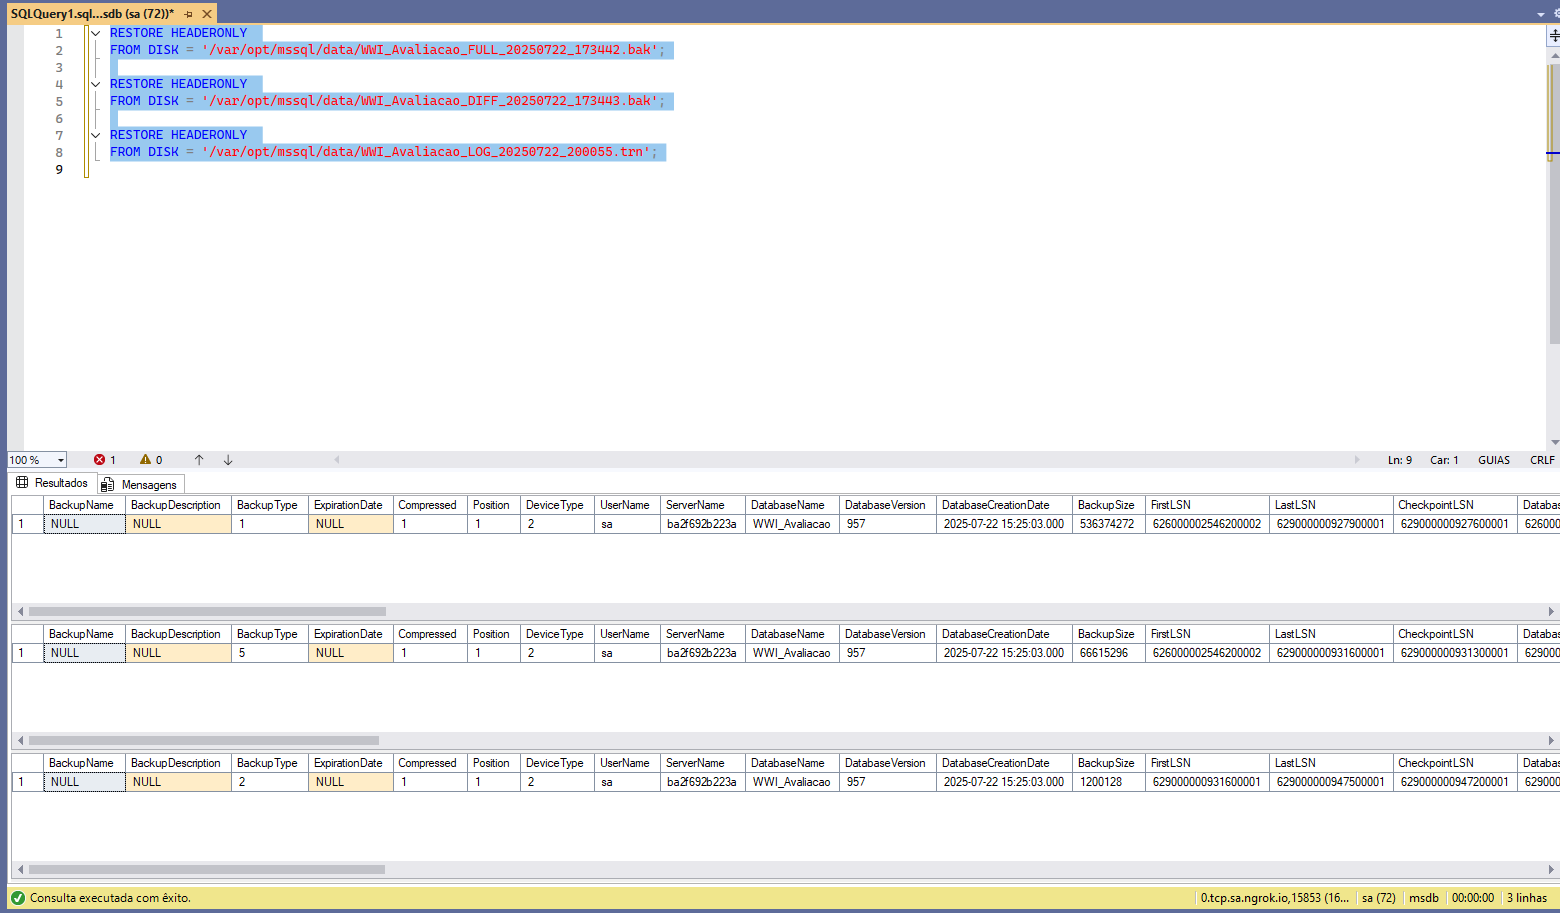 SQLQuery1.sql...sdb (sa (72))*
1 RESTORE HEADERONLY
2 FROM DISK = '/var/opt/mssql/data/WWI_Avaliacao_FULL_20250722_173442.bak';
3
4 RESTORE HEADERONLY
5 FROM DISK = '/var/opt/mssql/data/WWI_Avaliacao_DIFF_20250722_173443.bak';
6
7 RESTORE HEADERONLY
8 FROM DISK = '/var/opt/mssql/data/WWI_Avaliacao_LOG_20250722_200055.trn';
9
100 % 1 0 Ln: 9 Car: 1 GUIAS CRLF
Resultados Mensagens
BackupName BackupDescription BackupType ExpirationDate Compressed Position DeviceType UserName ServerName DatabaseName DatabaseVersion DatabaseCreationDate BackupSize FirstLSN LastLSN CheckpointLSN Databas
1 NULL NULL 1 NULL 1 1 2 sa ba2f692b223a WWI_Avaliacao 957 2025-07-22 15:25:03.000 536374272 626000002546200002 629000000927900001 629000000927600001 626000
BackupName BackupDescription BackupType ExpirationDate Compressed Position DeviceType UserName ServerName DatabaseName DatabaseVersion DatabaseCreationDate BackupSize FirstLSN LastLSN CheckpointLSN Databas
1 NULL NULL 5 NULL 1 1 2 sa ba2f692b223a WWI_Avaliacao 957 2025-07-22 15:25:03.000 66615296 626000002546200002 629000000931600001 629000000931300001 629000
BackupName BackupDescription BackupType ExpirationDate Compressed Position DeviceType UserName ServerName DatabaseName DatabaseVersion DatabaseCreationDate BackupSize FirstLSN LastLSN CheckpointLSN Databas
1 NULL NULL 2 NULL 1 1 2 sa ba2f692b223a WWI_Avaliacao 957 2025-07-22 15:25:03.000 1200128 629000000931600001 629000000947500001 629000000947200001 629000
Consulta executada com êxito. 0.tcp.sa.ngrok.io,15853 (16... sa (72) msdb 00:00:00 3 linhas